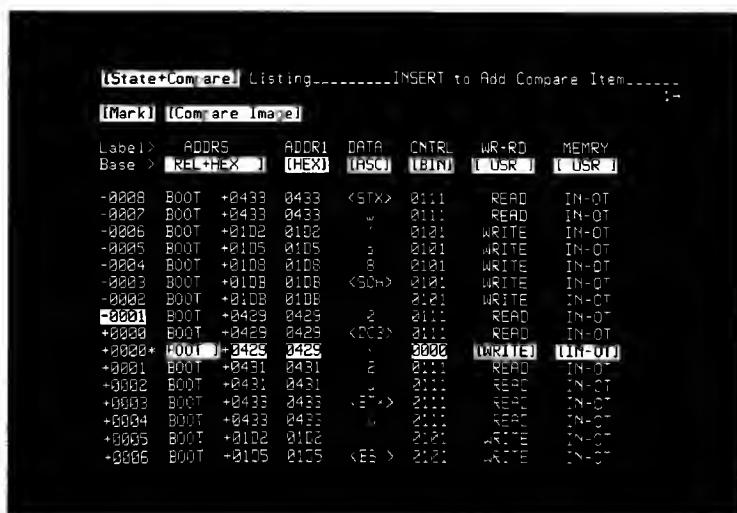 [State+Compare] Listing_________INSERT to Add Compare Item______
[Mark] [Compare Image]
Label> ADDRS ADDR1 DATA CNTRL WR-RD MEMRY
Base > REL+HEX ] [HEX] [ASC] [BIN] [ USR ] [ USR ]
-0008 BOOT +0433 0433 <STX> 0111 READ IN-OT
-0007 BOOT +0433 0433 0111 READ IN-OT
-0006 BOOT +01D2 01D2 0101 WRITE IN-OT
-0005 BOOT +01D5 01D5 0101 WRITE IN-OT
-0004 BOOT +01D8 01D8 8 0101 WRITE IN-OT
-0003 BOOT +01DB 01DB <SOH> 0101 WRITE IN-OT
-0002 BOOT +01DB 01DB 0101 WRITE IN-OT
-0001 BOOT +0429 0429 2 0111 READ IN-OT
+0000 BOOT +0429 0429 <DC3> 0111 READ IN-OT
+0000* BOOT ]+0429 0429 0000 [WRITE] [IN-OT]
+0001 BOOT +0431 0431 2 0111 READ IN-OT
+0002 BOOT +0431 0431 0111 READ IN-OT
+0003 BOOT +0433 0433 <ETX> 0111 READ IN-OT
+0004 BOOT +0433 0433 0111 READ IN-OT
+0005 BOOT +01D2 01D2 0101 WRITE IN-OT
+0006 BOOT +01D5 01D5 0101 WRITE IN-OT